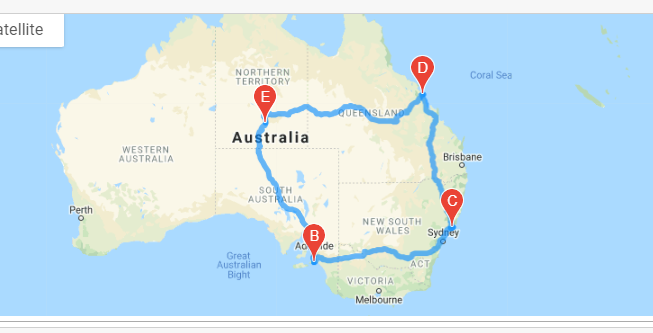 atellite
D
Coral Sea
NORTHERN
TERRITORY
E
QUEENSLAND
Australia
WESTERN
AUSTRALIA
Brisbane
SOUTH
AUSTRALIA
C
Perth
NEW SOUTH
WALES
B
Sydney
Great
Australian
Bight
ACT
VICTORIA
Melbourne